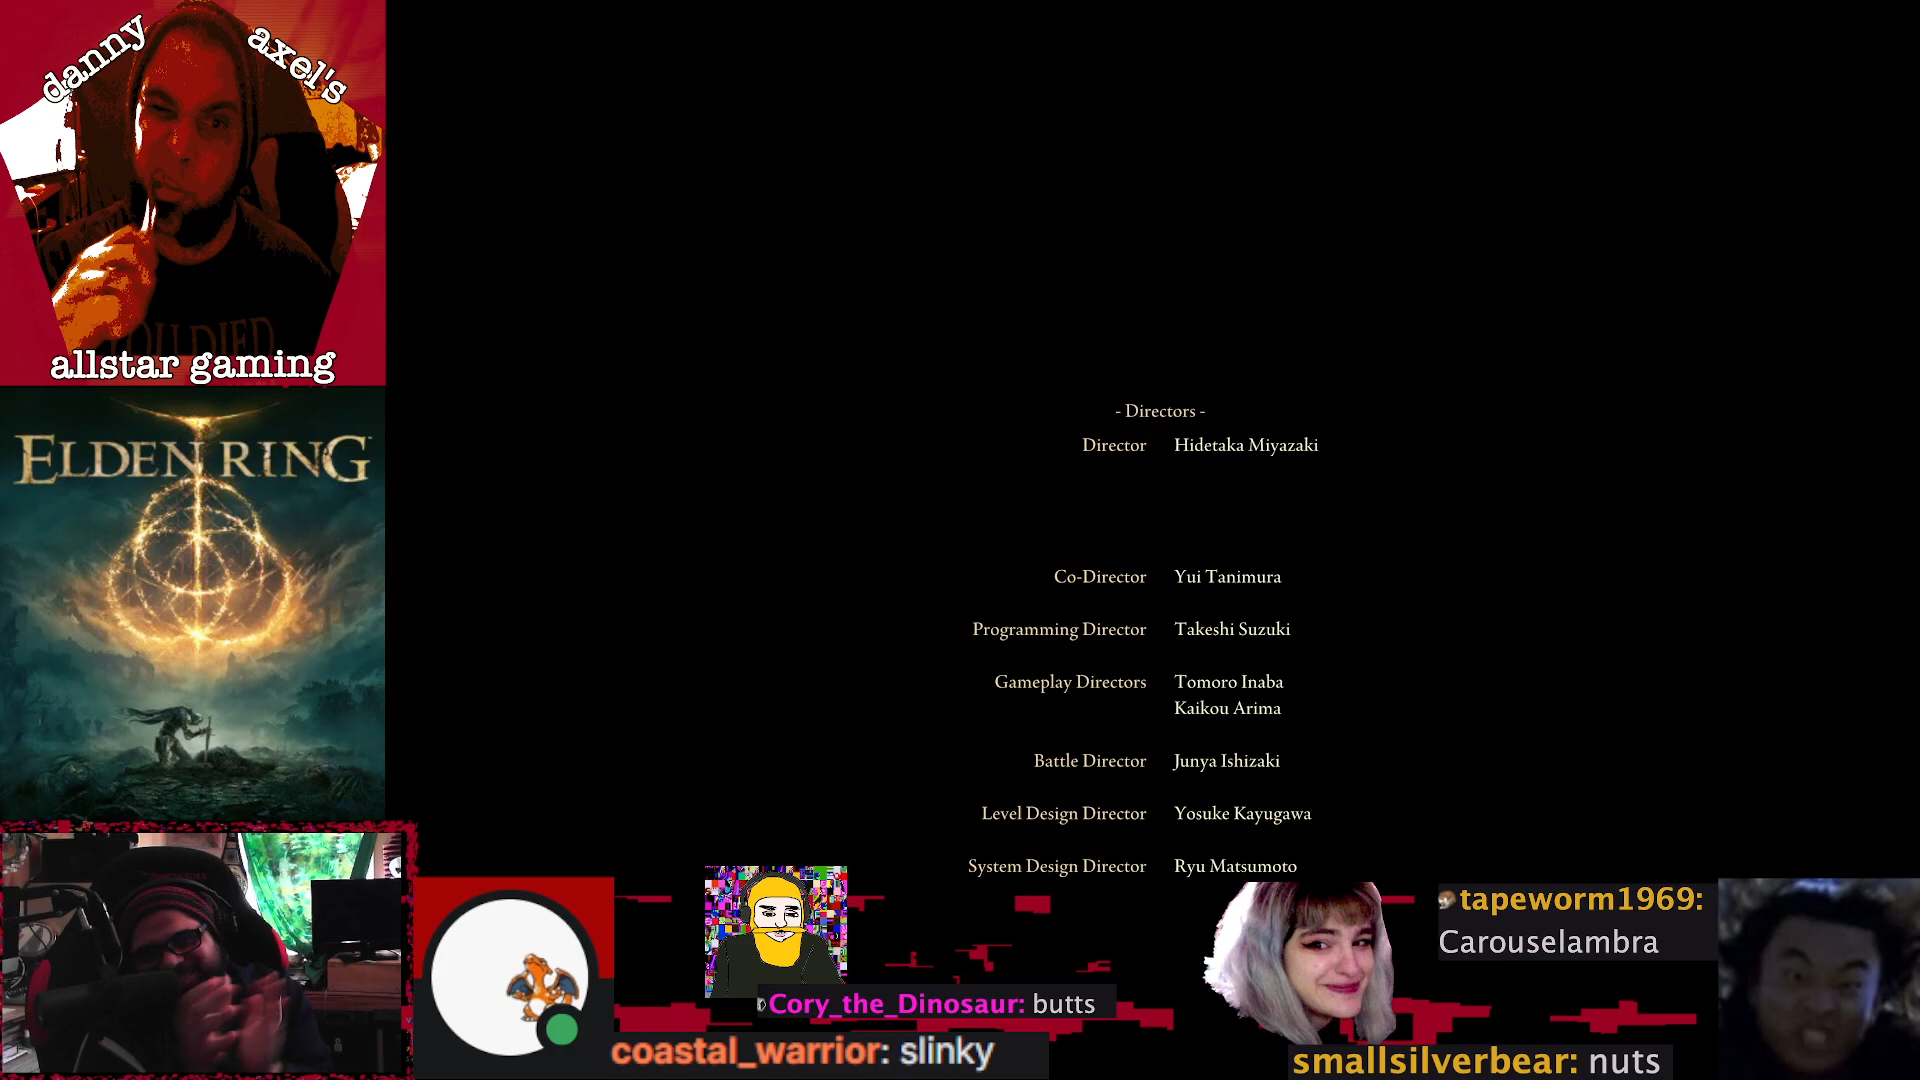 danny axel's
YOU DIED
allstar gaming
ELDEN RING
- Directors -
Director Hidetaka Miyazaki
Co-Director Yui Tanimura
Programming Director Takeshi Suzuki
Gameplay Directors Tomoro Inaba
Kaikou Arima
Battle Director Junya Ishizaki
Level Design Director Yosuke Kayugawa
System Design Director Ryu Matsumoto
tapeworm1969:
Carouselambra
Cory_the_Dinosaur: butts
coastal_warrior: slinky
smallsilverbear: nuts